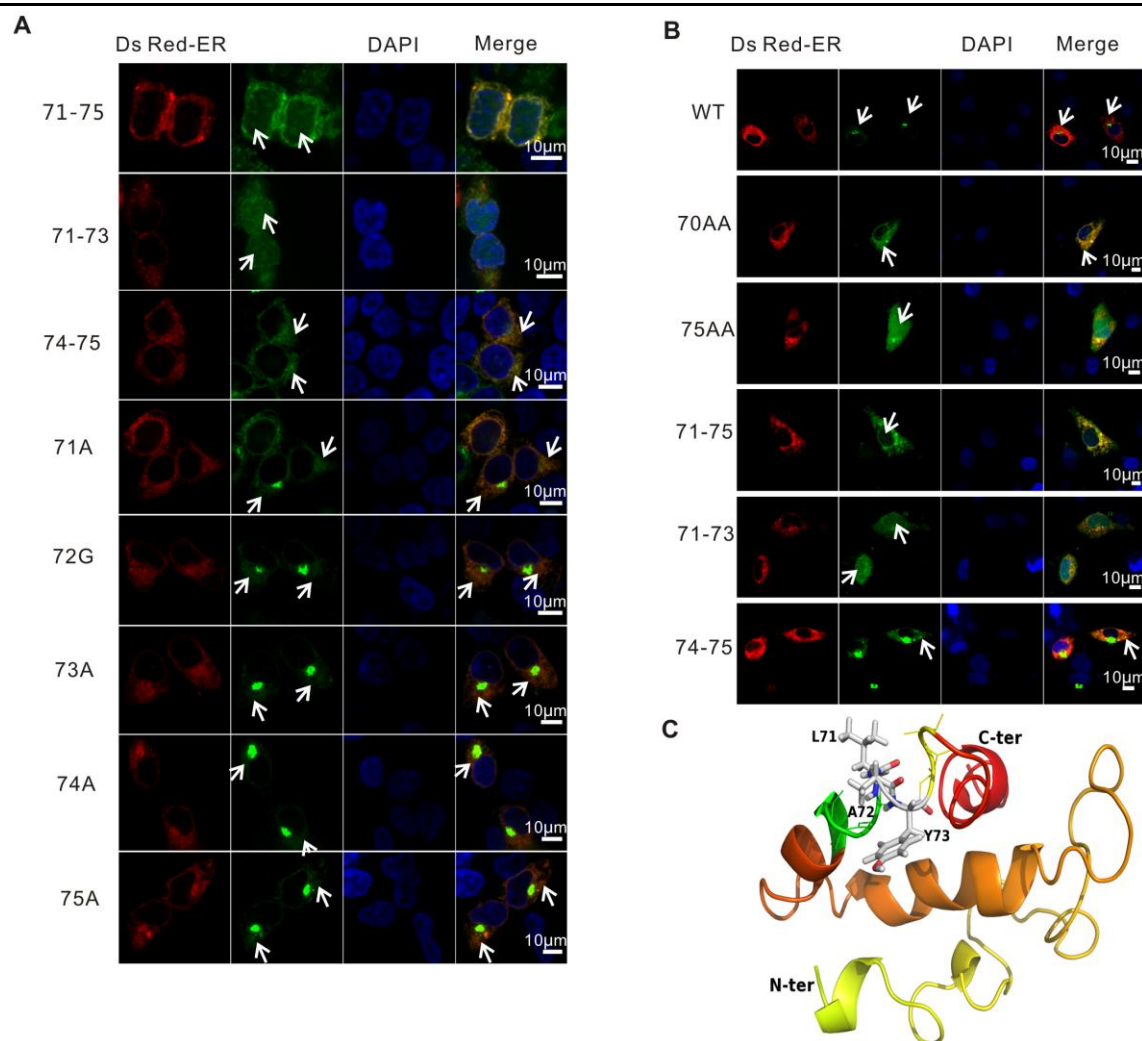 A
Ds Red-ER DAPI Merge
71-75
10μm
71-73
10μm
74-75
10μm
71A
10μm
72G
10μm
73A
10μm
74A
10μm
75A
10μm
B
Ds Red-ER DAPI Merge
WT
10μm
70AA
10μm
75AA
10μm
71-75
10μm
71-73
10μm
74-75
10μm
C
L71
C-ter
A72
Y73
N-ter